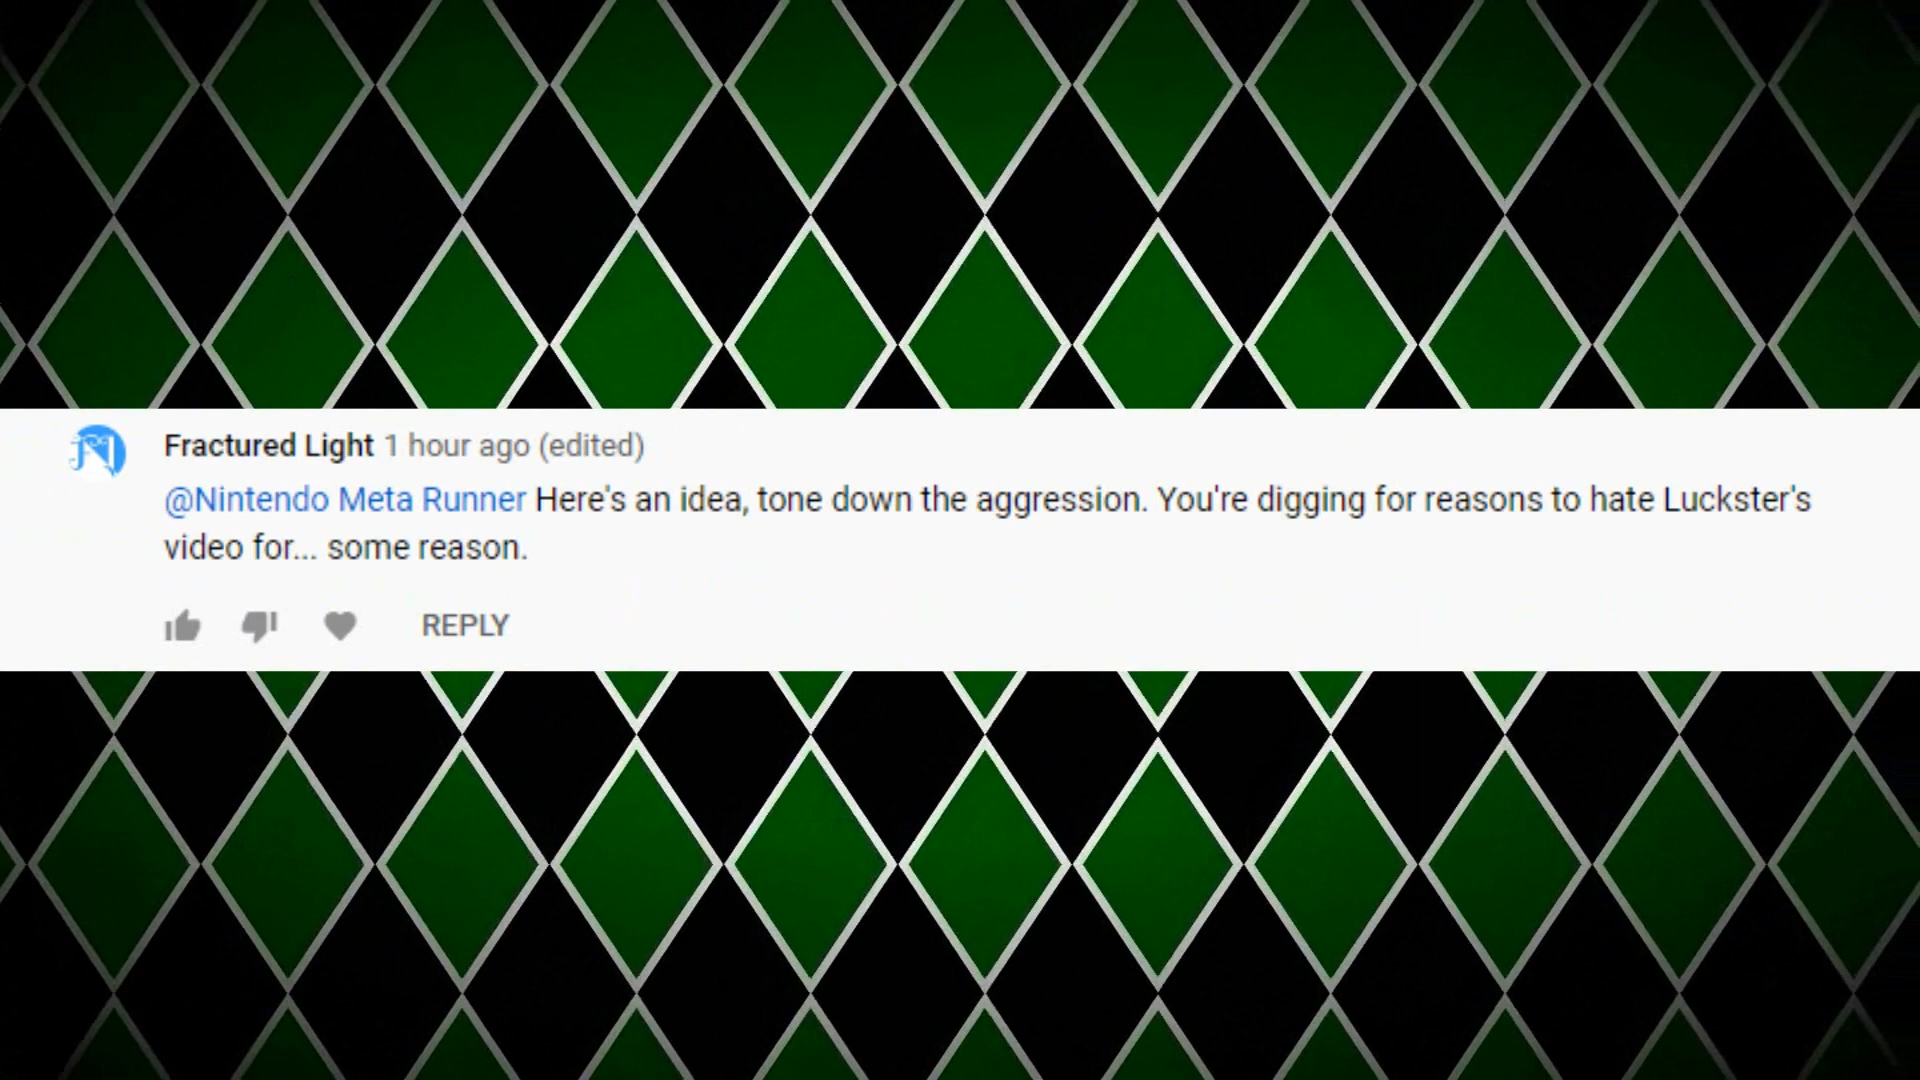 Fractured Light 1 hour ago (edited)
@Nintendo Meta Runner Here's an idea, tone down the aggression. You're digging for reasons to hate Luckster's
video for... some reason.
REPLY